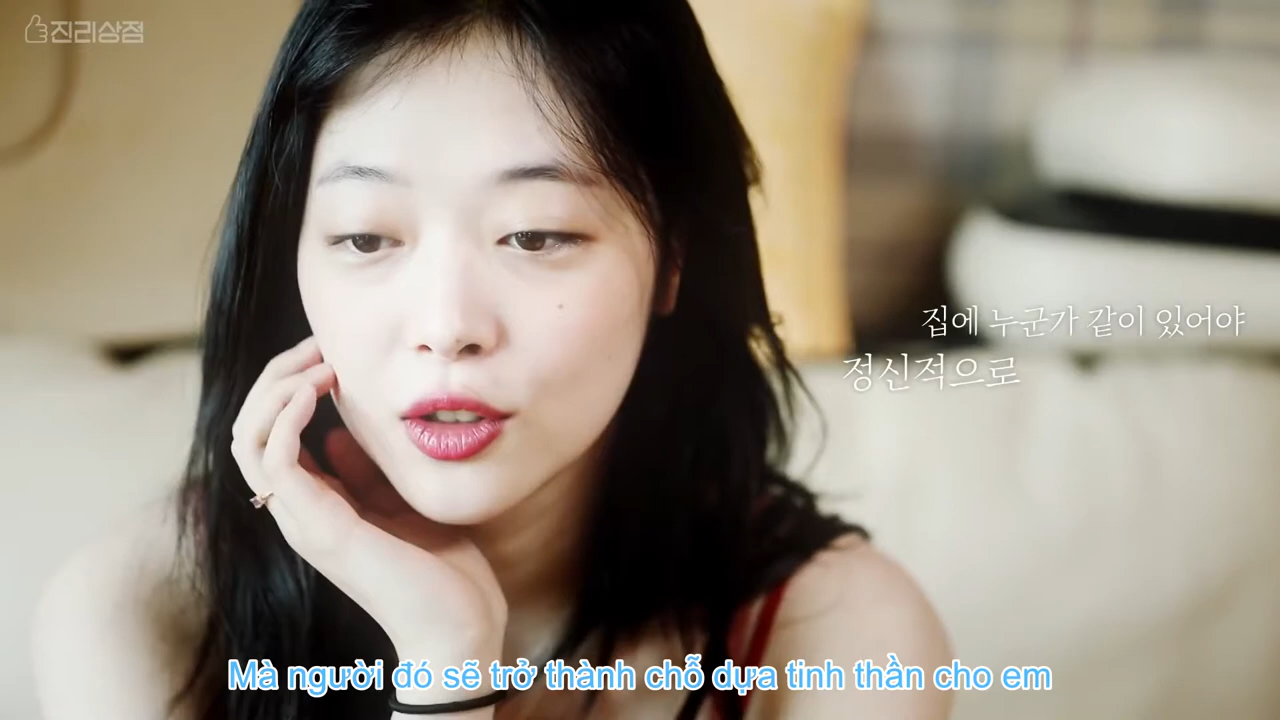 진리상점
집에 누군가 같이 있어야
정신적으로
Mà người đó sẽ trở thành chỗ dựa tinh thần cho em